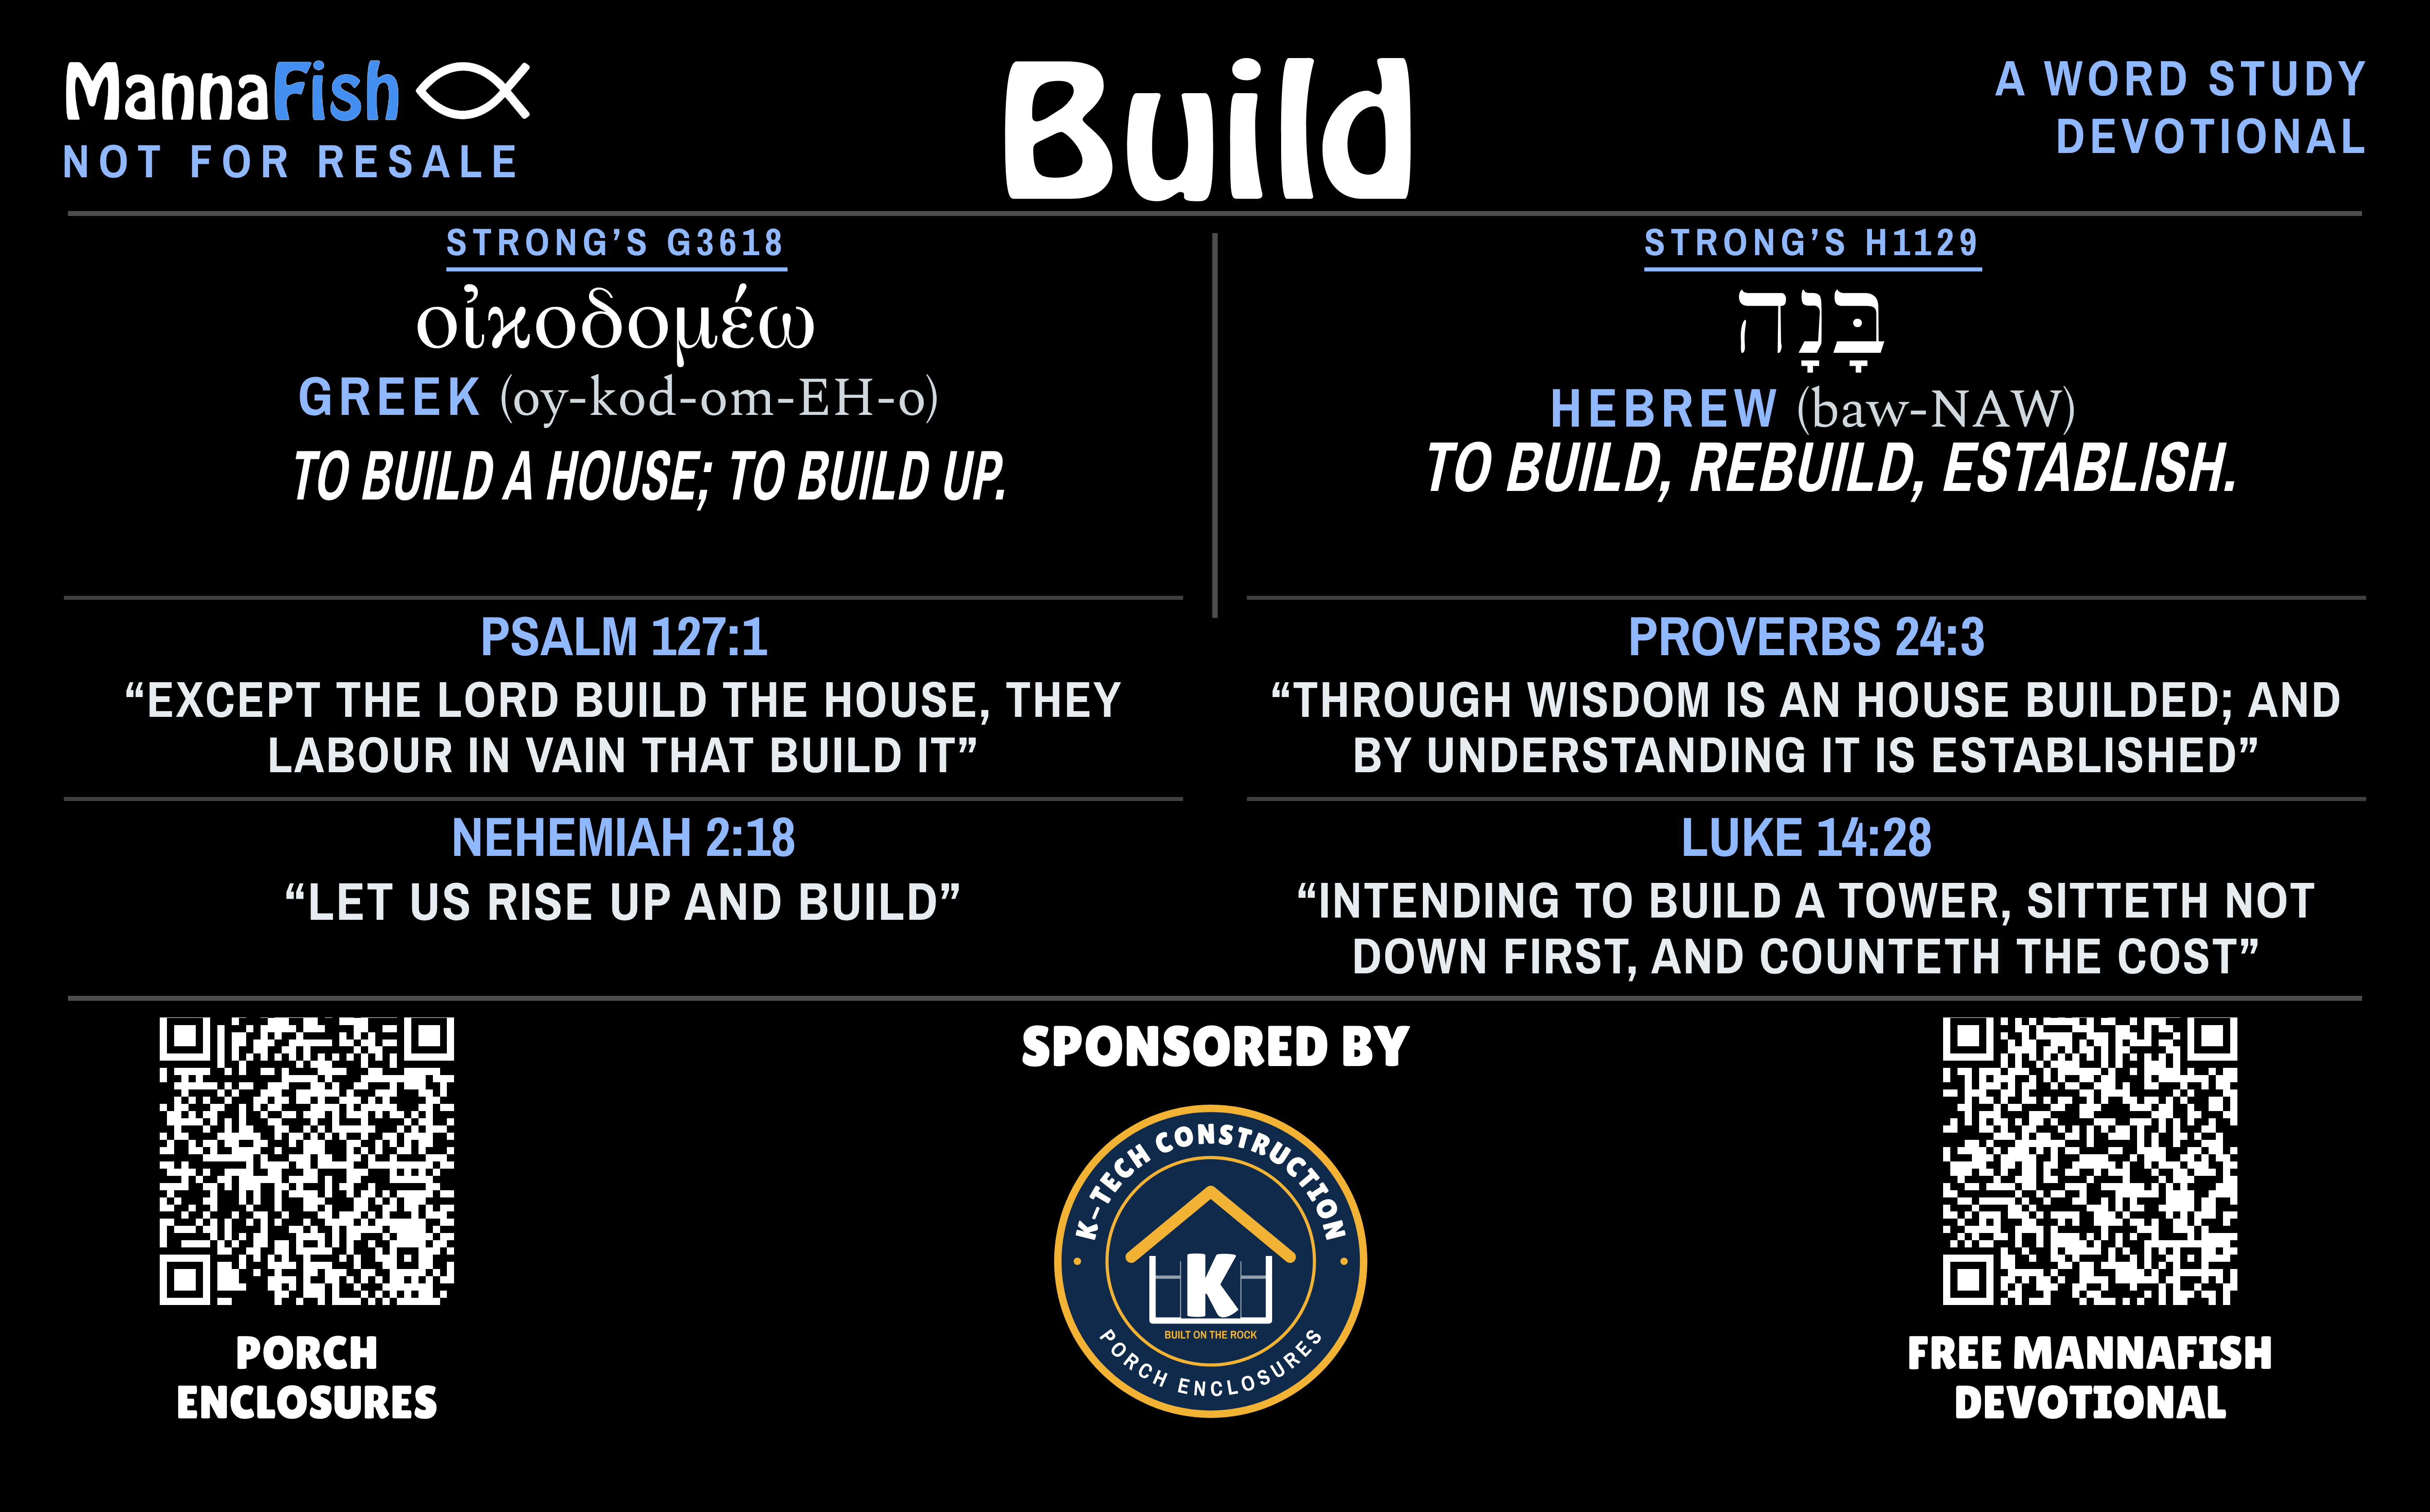 MannaFish
NOT FOR RESALE
Build
A WORD STUDY
DEVOTIONAL
STRONG’S G3618
οἰκοδομέω
GREEK (oy-kod-om-EH-o)
TO BUILD A HOUSE; TO BUILD UP.
STRONG’S H1129
בָּנָה
HEBREW (baw-NAW)
TO BUILD, REBUILD, ESTABLISH.
PSALM 127:1
“EXCEPT THE LORD BUILD THE HOUSE, THEY
LABOUR IN VAIN THAT BUILD IT”
PROVERBS 24:3
“THROUGH WISDOM IS AN HOUSE BUILDED; AND
BY UNDERSTANDING IT IS ESTABLISHED”
NEHEMIAH 2:18
“LET US RISE UP AND BUILD”
LUKE 14:28
“INTENDING TO BUILD A TOWER, SITTETH NOT
DOWN FIRST, AND COUNTETH THE COST”
PORCH
ENCLOSURES
SPONSORED BY
K-TECH CONSTRUCTION
K
BUILT ON THE ROCK
PORCH ENCLOSURES
FREE MANNAFISH
DEVOTIONAL